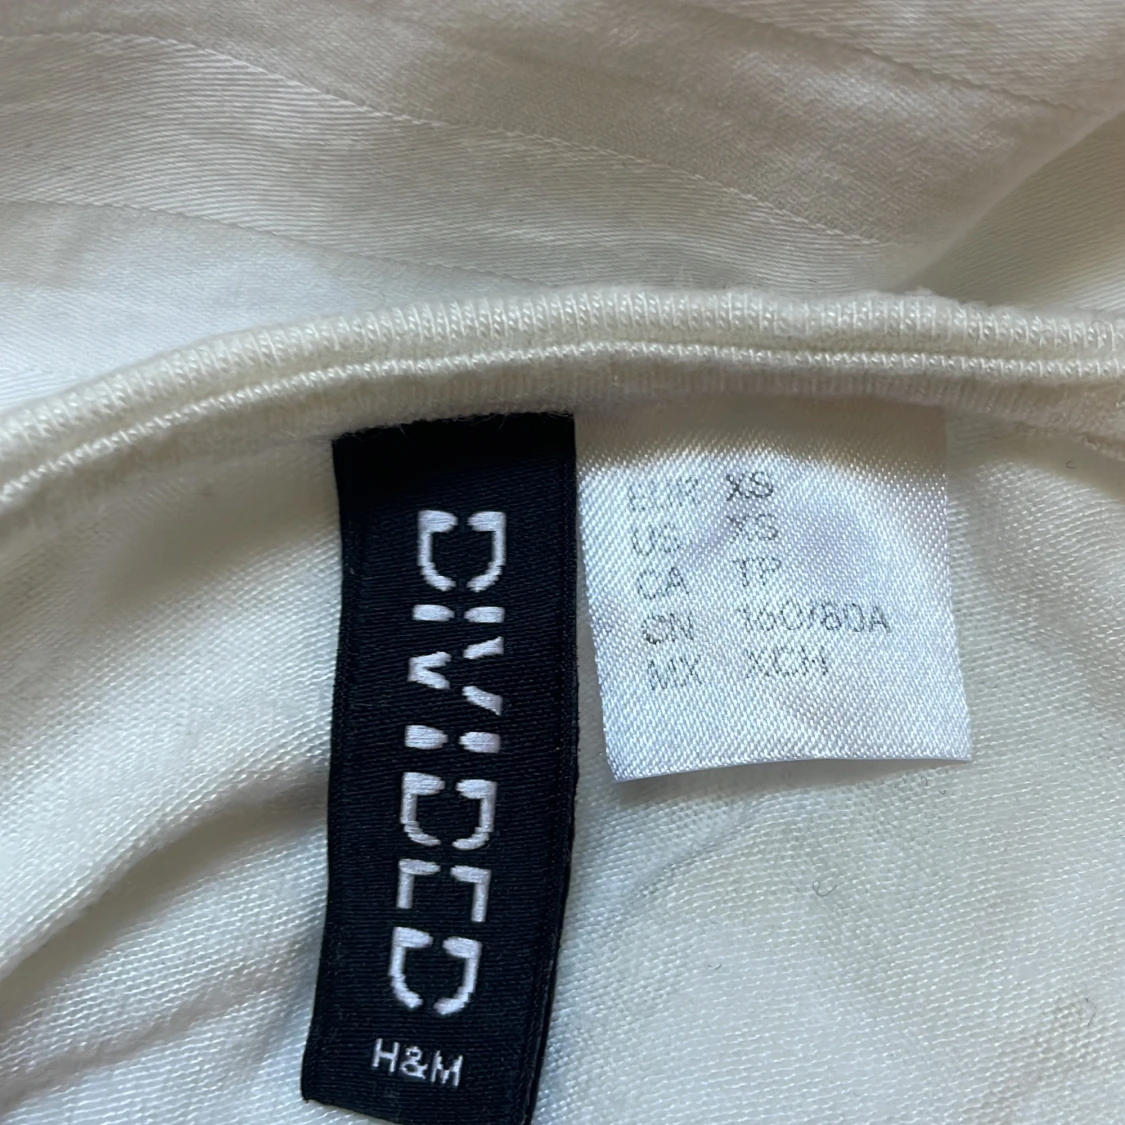 DIVIDED
H&M
EUR XS
US XS
CA TP
CN 160/80A
MX XCH